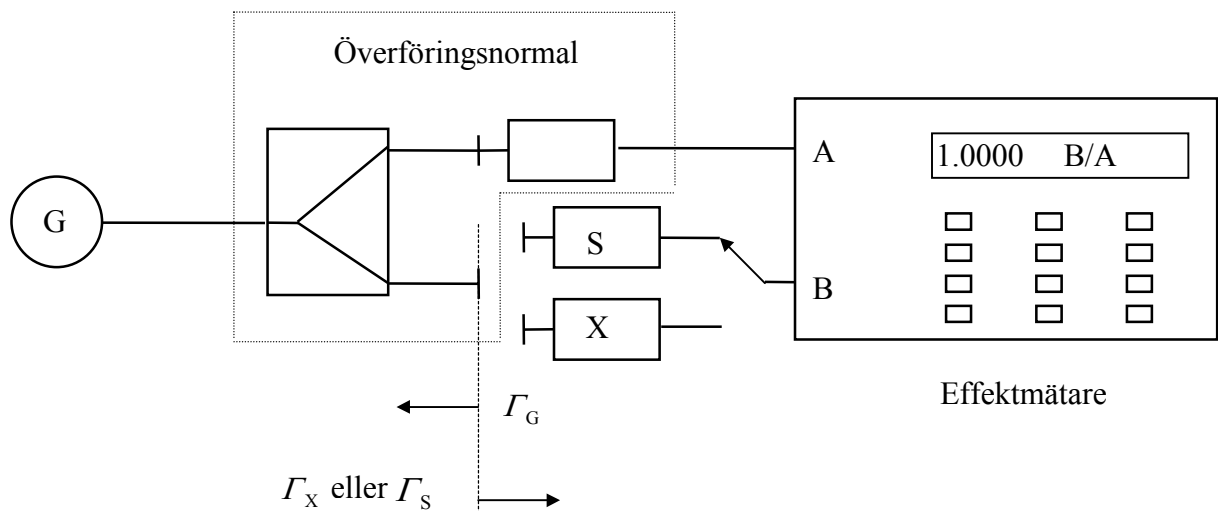 Överföringsnormal
A
1.0000 B/A
G
S
B
X
Effektmätare
Γ_G
Γ_X eller Γ_S